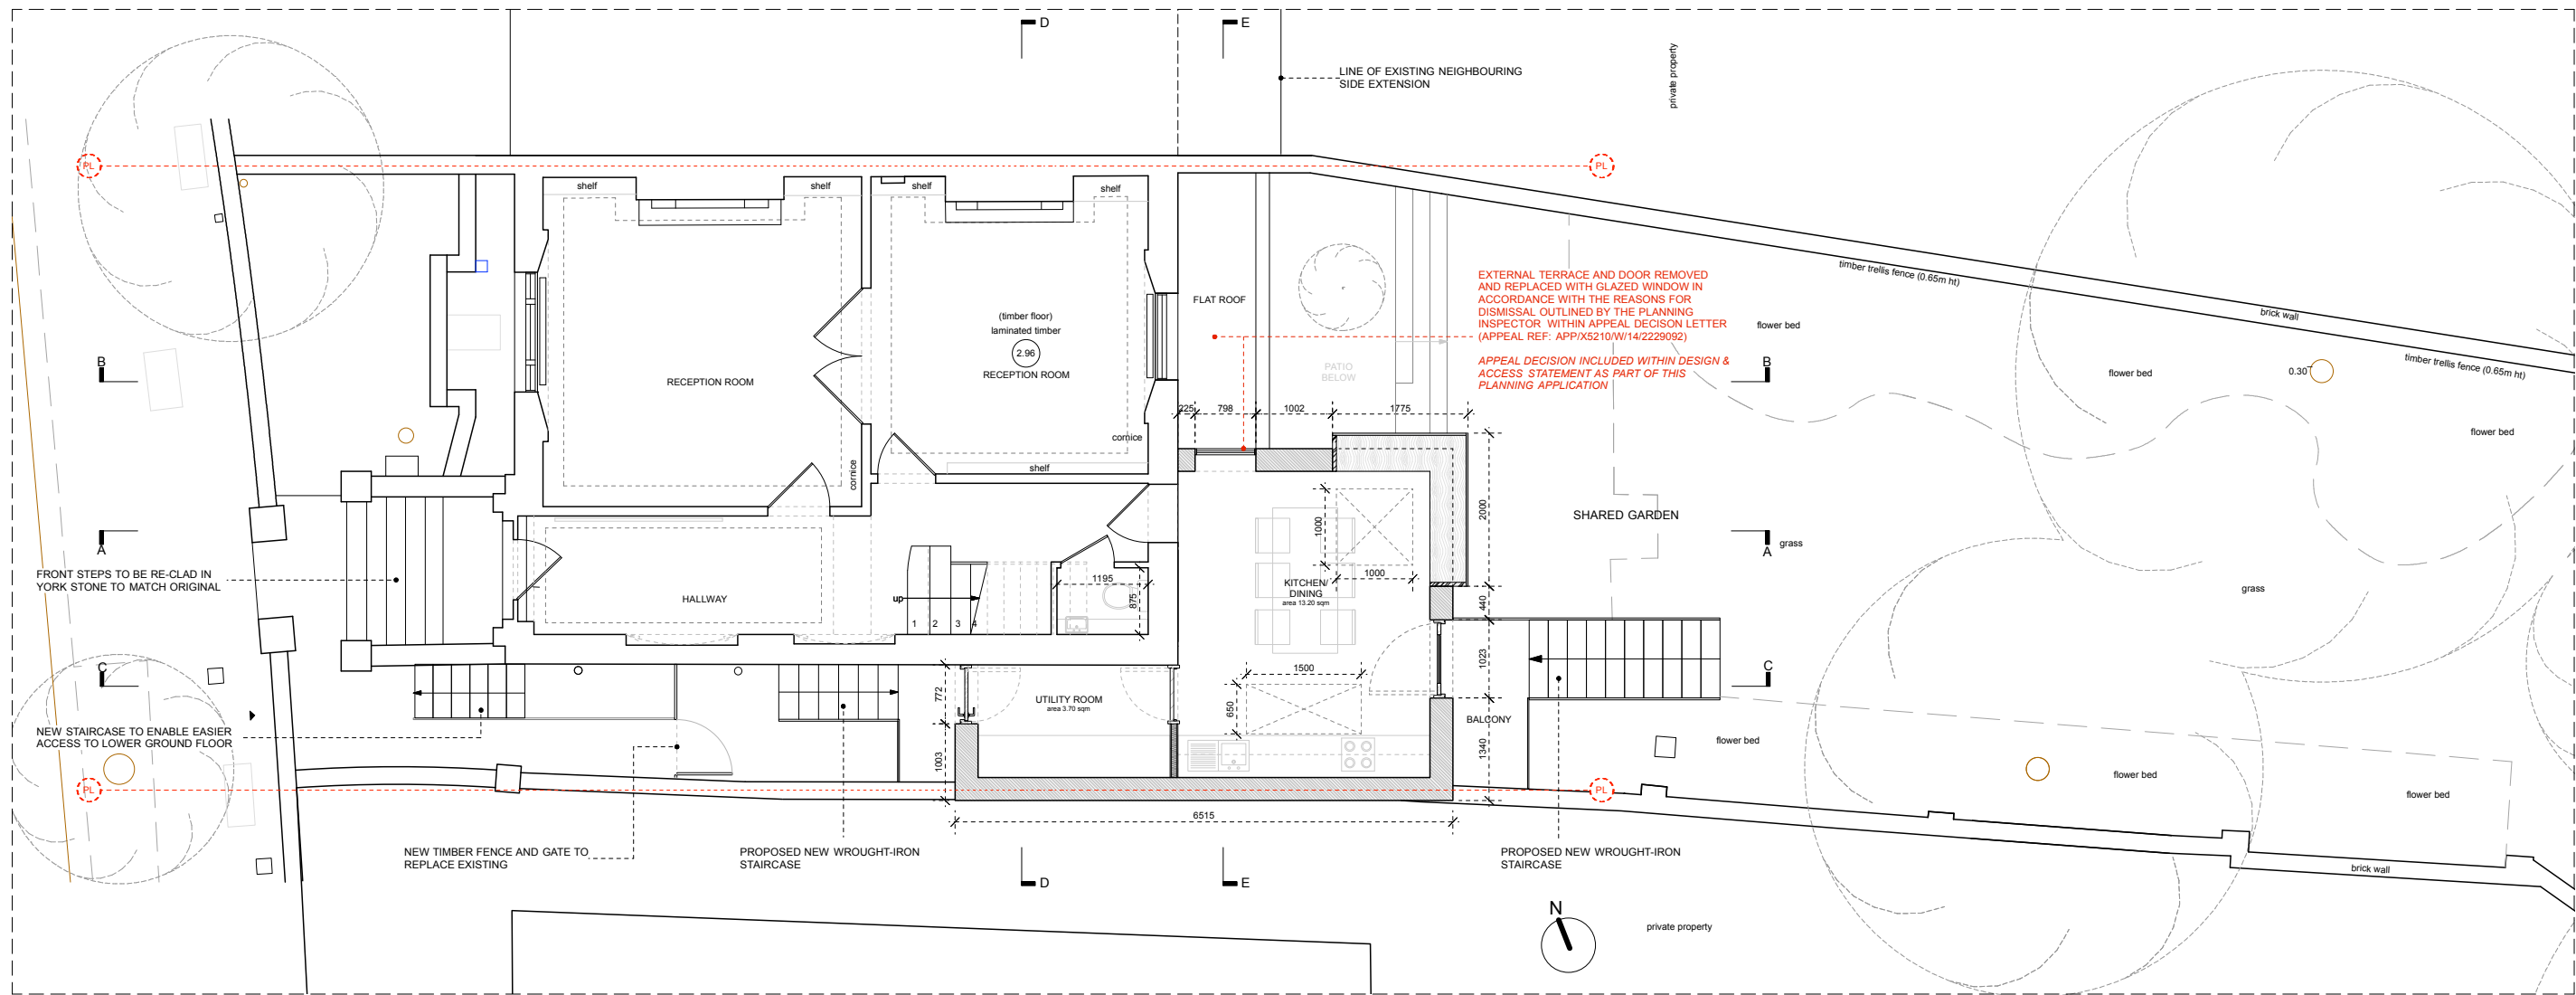 D
E
LINE OF EXISTING NEIGHBOURING
SIDE EXTENSION
private property
PL
PL
shelf
shelf
shelf
shelf
timber trellis fence (0.65m ht)
brick wall
timber trellis fence (0.65m ht)
EXTERNAL TERRACE AND DOOR REMOVED
AND REPLACED WITH GLAZED WINDOW IN
ACCORDANCE WITH THE REASONS FOR
DISMISSAL OUTLINED BY THE PLANNING
INSPECTOR WITHIN APPEAL DECISON LETTER
(APPEAL REF: APP/X5210/W/14/2229092)
APPEAL DECISION INCLUDED WITHIN DESIGN &
ACCESS STATEMENT AS PART OF THIS
PLANNING APPLICATION
FLAT ROOF
(timber floor)
laminated timber
2.96
RECEPTION ROOM
RECEPTION ROOM
PATIO
BELOW
flower bed
flower bed
0.30
flower bed
B
B
225
798
1002
1775
cornice
cornice
shelf
2000
1000
1000
SHARED GARDEN
grass
grass
A
A
FRONT STEPS TO BE RE-CLAD IN
YORK STONE TO MATCH ORIGINAL
HALLWAY
up
1
2
3
4
1195
875
KITCHEN/
DINING
area 13.20 sqm
440
1023
1340
1500
650
C
C
772
1003
UTILITY ROOM
area 3.70 sqm
BALCONY
NEW STAIRCASE TO ENABLE EASIER
ACCESS TO LOWER GROUND FLOOR
flower bed
flower bed
flower bed
PL
PL
6515
NEW TIMBER FENCE AND GATE TO
REPLACE EXISTING
PROPOSED NEW WROUGHT-IRON
STAIRCASE
PROPOSED NEW WROUGHT-IRON
STAIRCASE
brick wall
D
E
N
private property